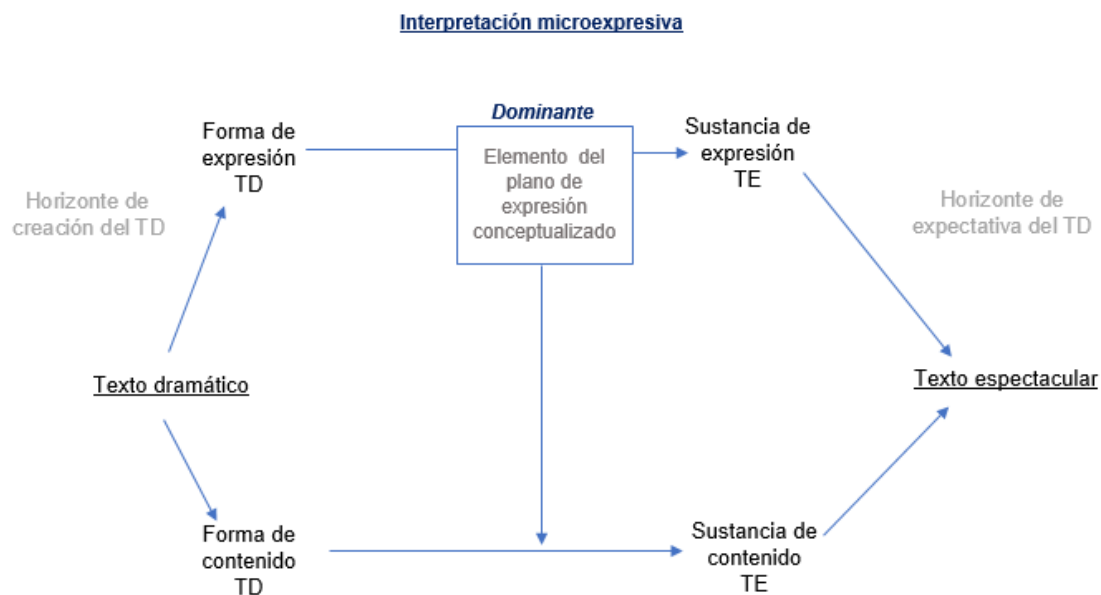 Interpretación microexpresiva
Dominante
Forma de
expresión
TD
Elemento del
plano de
expresión
conceptualizado
Sustancia de
expresión
TE
Horizonte de
creación del TD
Horizonte de
expectativa del TD
Texto dramático
Texto espectacular
Forma de
contenido
TD
Sustancia de
contenido
TE